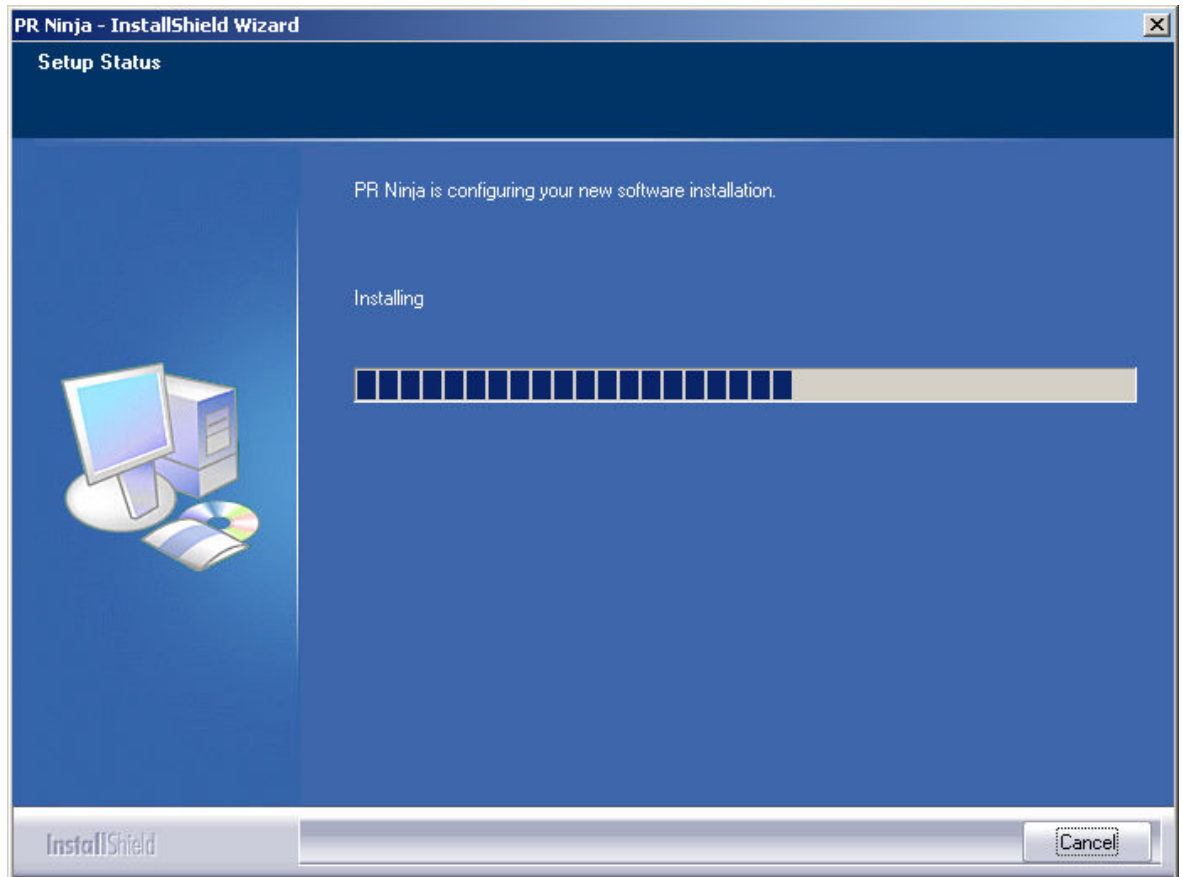 PR Ninja - InstallShield Wizard
Setup Status
PR Ninja is configuring your new software installation.
Installing
InstallShield
Cancel